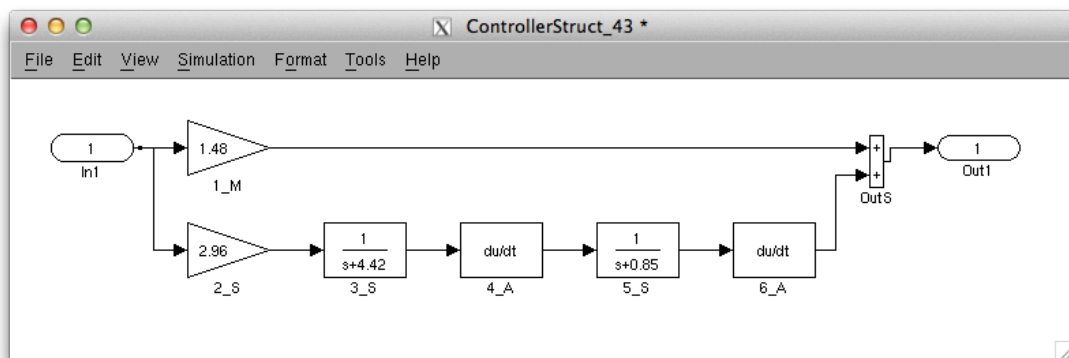 ControllerStruct_43 *
File Edit View Simulation Format Tools Help
1
In1
1.48
1_M
+
+
OutS
1
Out1
2.96
2_S
1
s+4.42
3_S
du/dt
4_A
1
s+0.85
5_S
du/dt
6_A